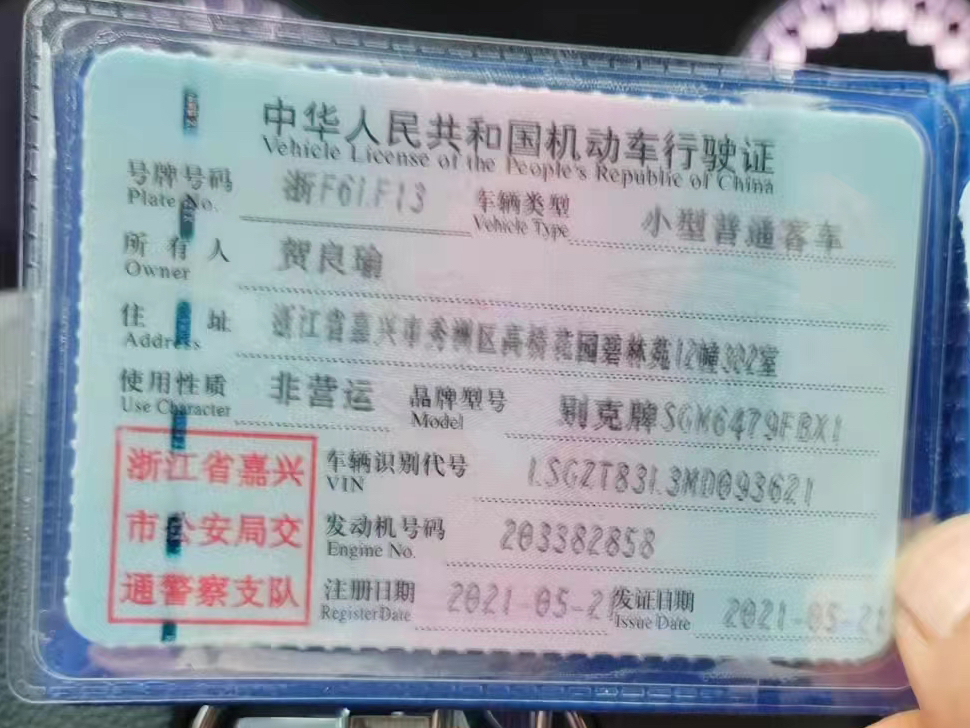 中华人民共和国机动车行驶证
Vehicle License of the People's Republic of China
号牌号码 浙F61F13 车辆类型 小型普通客车
Plate No. Vehicle Type
所有人 贺良瑜
Owner
住址 浙江省嘉兴市秀洲区高桥花园碧林苑12幢302室
Address
使用性质 非营运 品牌型号 别克牌SGM6479FBX1
Use Character Model
浙江省嘉兴
市公安局交
通警察支队
车辆识别代号 LSGZT83L3MD093621
VIN
发动机号码 203382858
Engine No.
注册日期 2021-05-21 发证日期 2021-05-21
Register Date Issue Date